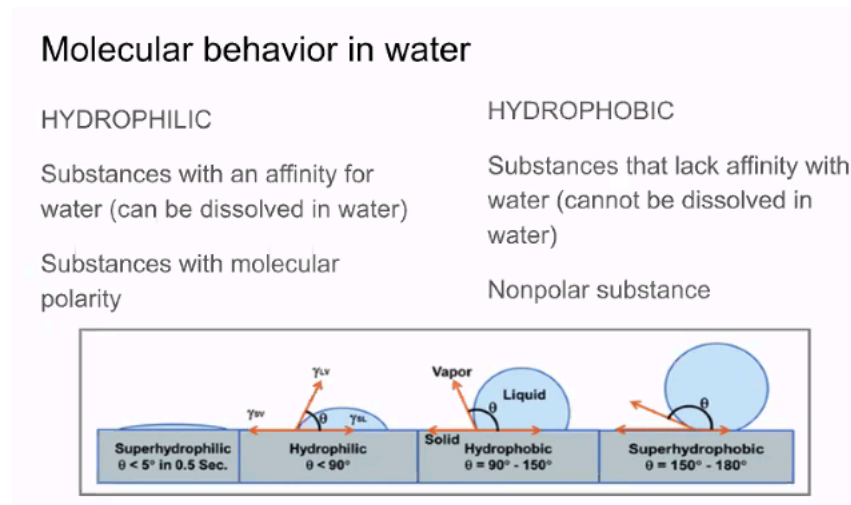 Molecular behavior in water
HYDROPHILIC
Substances with an affinity for
water (can be dissolved in water)
Substances with molecular
polarity
HYDROPHOBIC
Substances that lack affinity with
water (cannot be dissolved in
water)
Nonpolar substance
γLV
γSV
θ
γSL
Vapor
Liquid
θ
Solid
θ
Superhydrophilic
θ < 5° in 0.5 Sec.
Hydrophilic
θ < 90°
Hydrophobic
θ = 90° - 150°
Superhydrophobic
θ = 150° - 180°